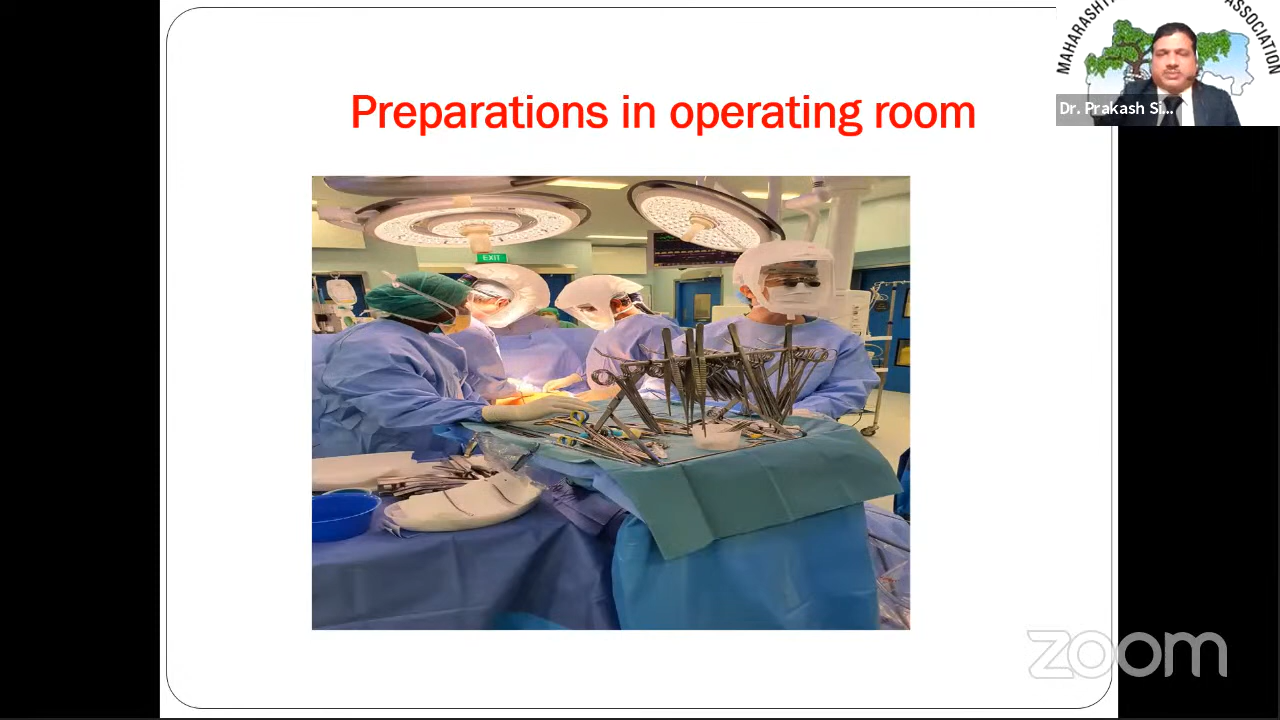 Preparations in operating room
MAHARASHT
ASSOCIATION
Dr. Prakash Si...
EXIT
zoom